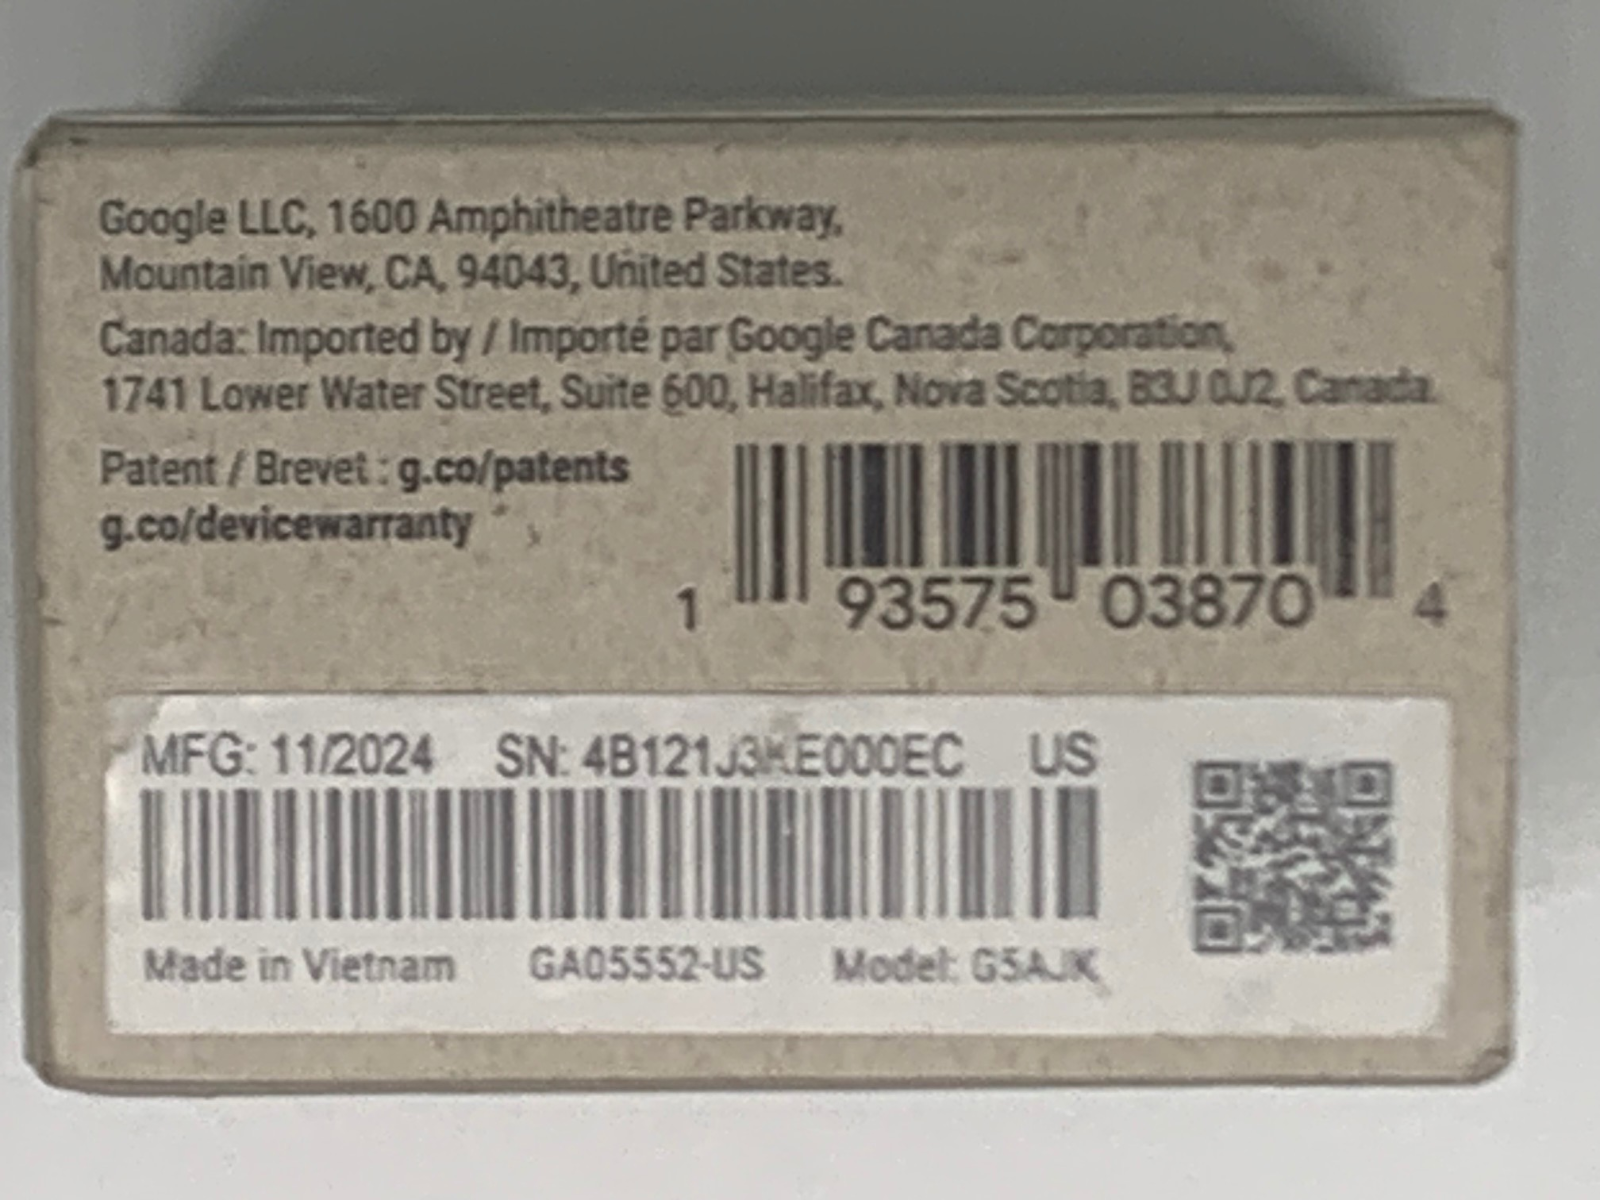 Google LLC, 1600 Amphitheatre Parkway,
Mountain View, CA, 94043, United States.
Canada: Imported by / Importé par Google Canada Corporation,
1741 Lower Water Street, Suite 600, Halifax, Nova Scotia, B3J 0J2, Canada.
Patent / Brevet : g.co/patents
g.co/devicewarranty
1 93575 03870 4
MFG: 11/2024 SN: 4B121J3KE000EC US
Made in Vietnam GA05552-US Model: G5AJK